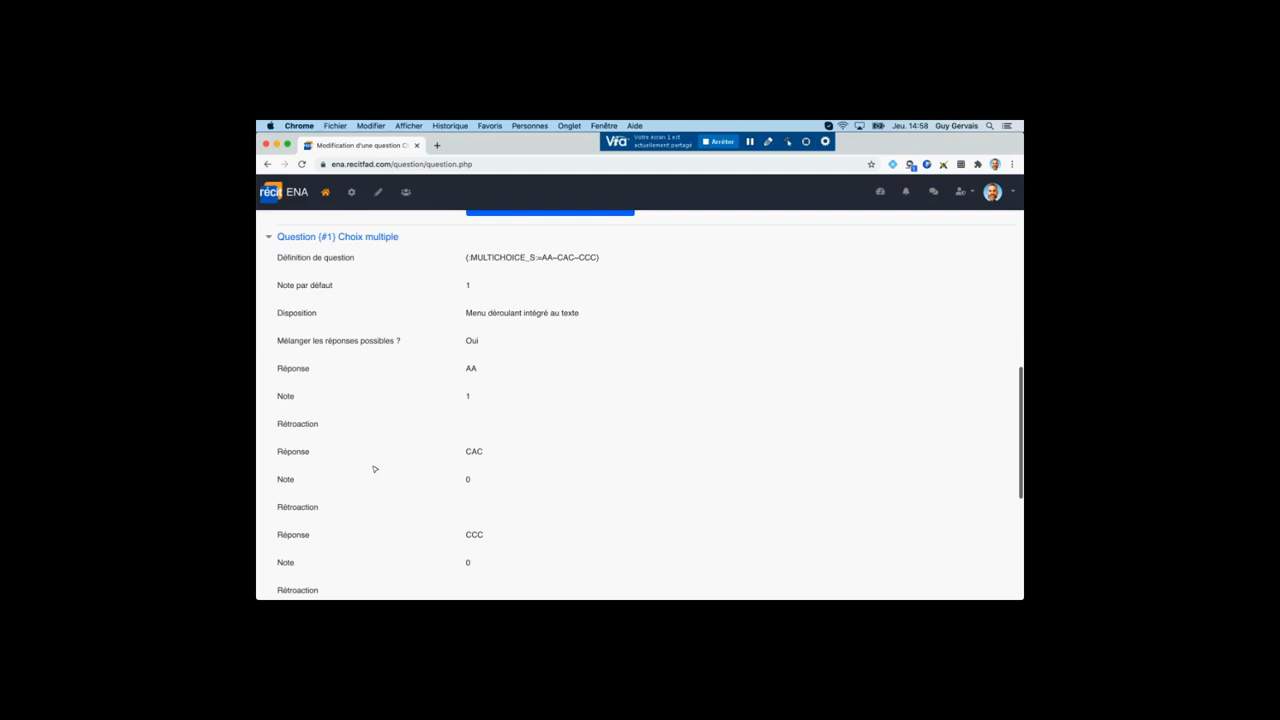 Chrome Fichier Modifier Afficher Historique Favoris Personnes Onglet Fenêtre Aide Jeu. 14:58 Guy Gervais
Modification d'une question Cl
Via Votre écran 1 est actuellement partagé Arrêter
ena.recitfad.com/question/question.php
récit ENA
Question {#1} Choix multiple
Définition de question {:MULTICHOICE_S:=AA~CAC~CCC}
Note par défaut 1
Disposition Menu déroulant intégré au texte
Mélanger les réponses possibles ? Oui
Réponse AA
Note 1
Rétroaction
Réponse CAC
Note 0
Rétroaction
Réponse CCC
Note 0
Rétroaction